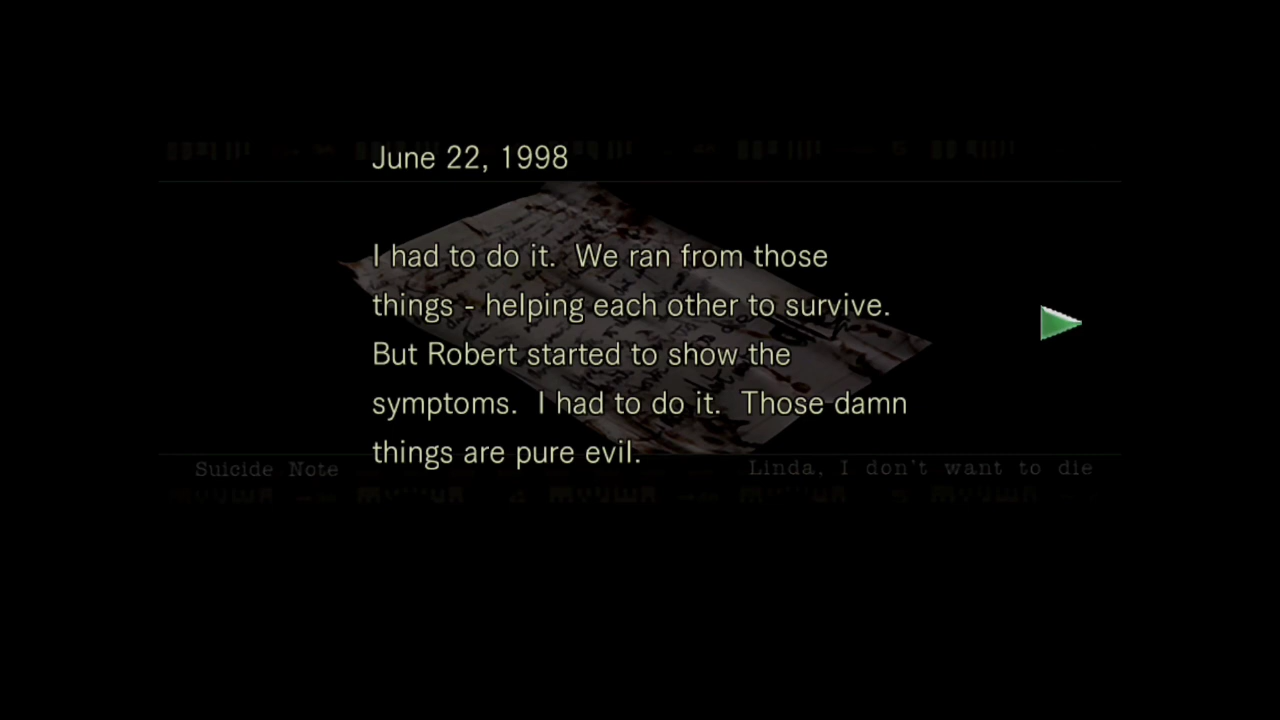 June 22, 1998
I had to do it.  We ran from those
things - helping each other to survive.
But Robert started to show the
symptoms.  I had to do it.  Those damn
things are pure evil.
Suicide Note
Linda, I don't want to die